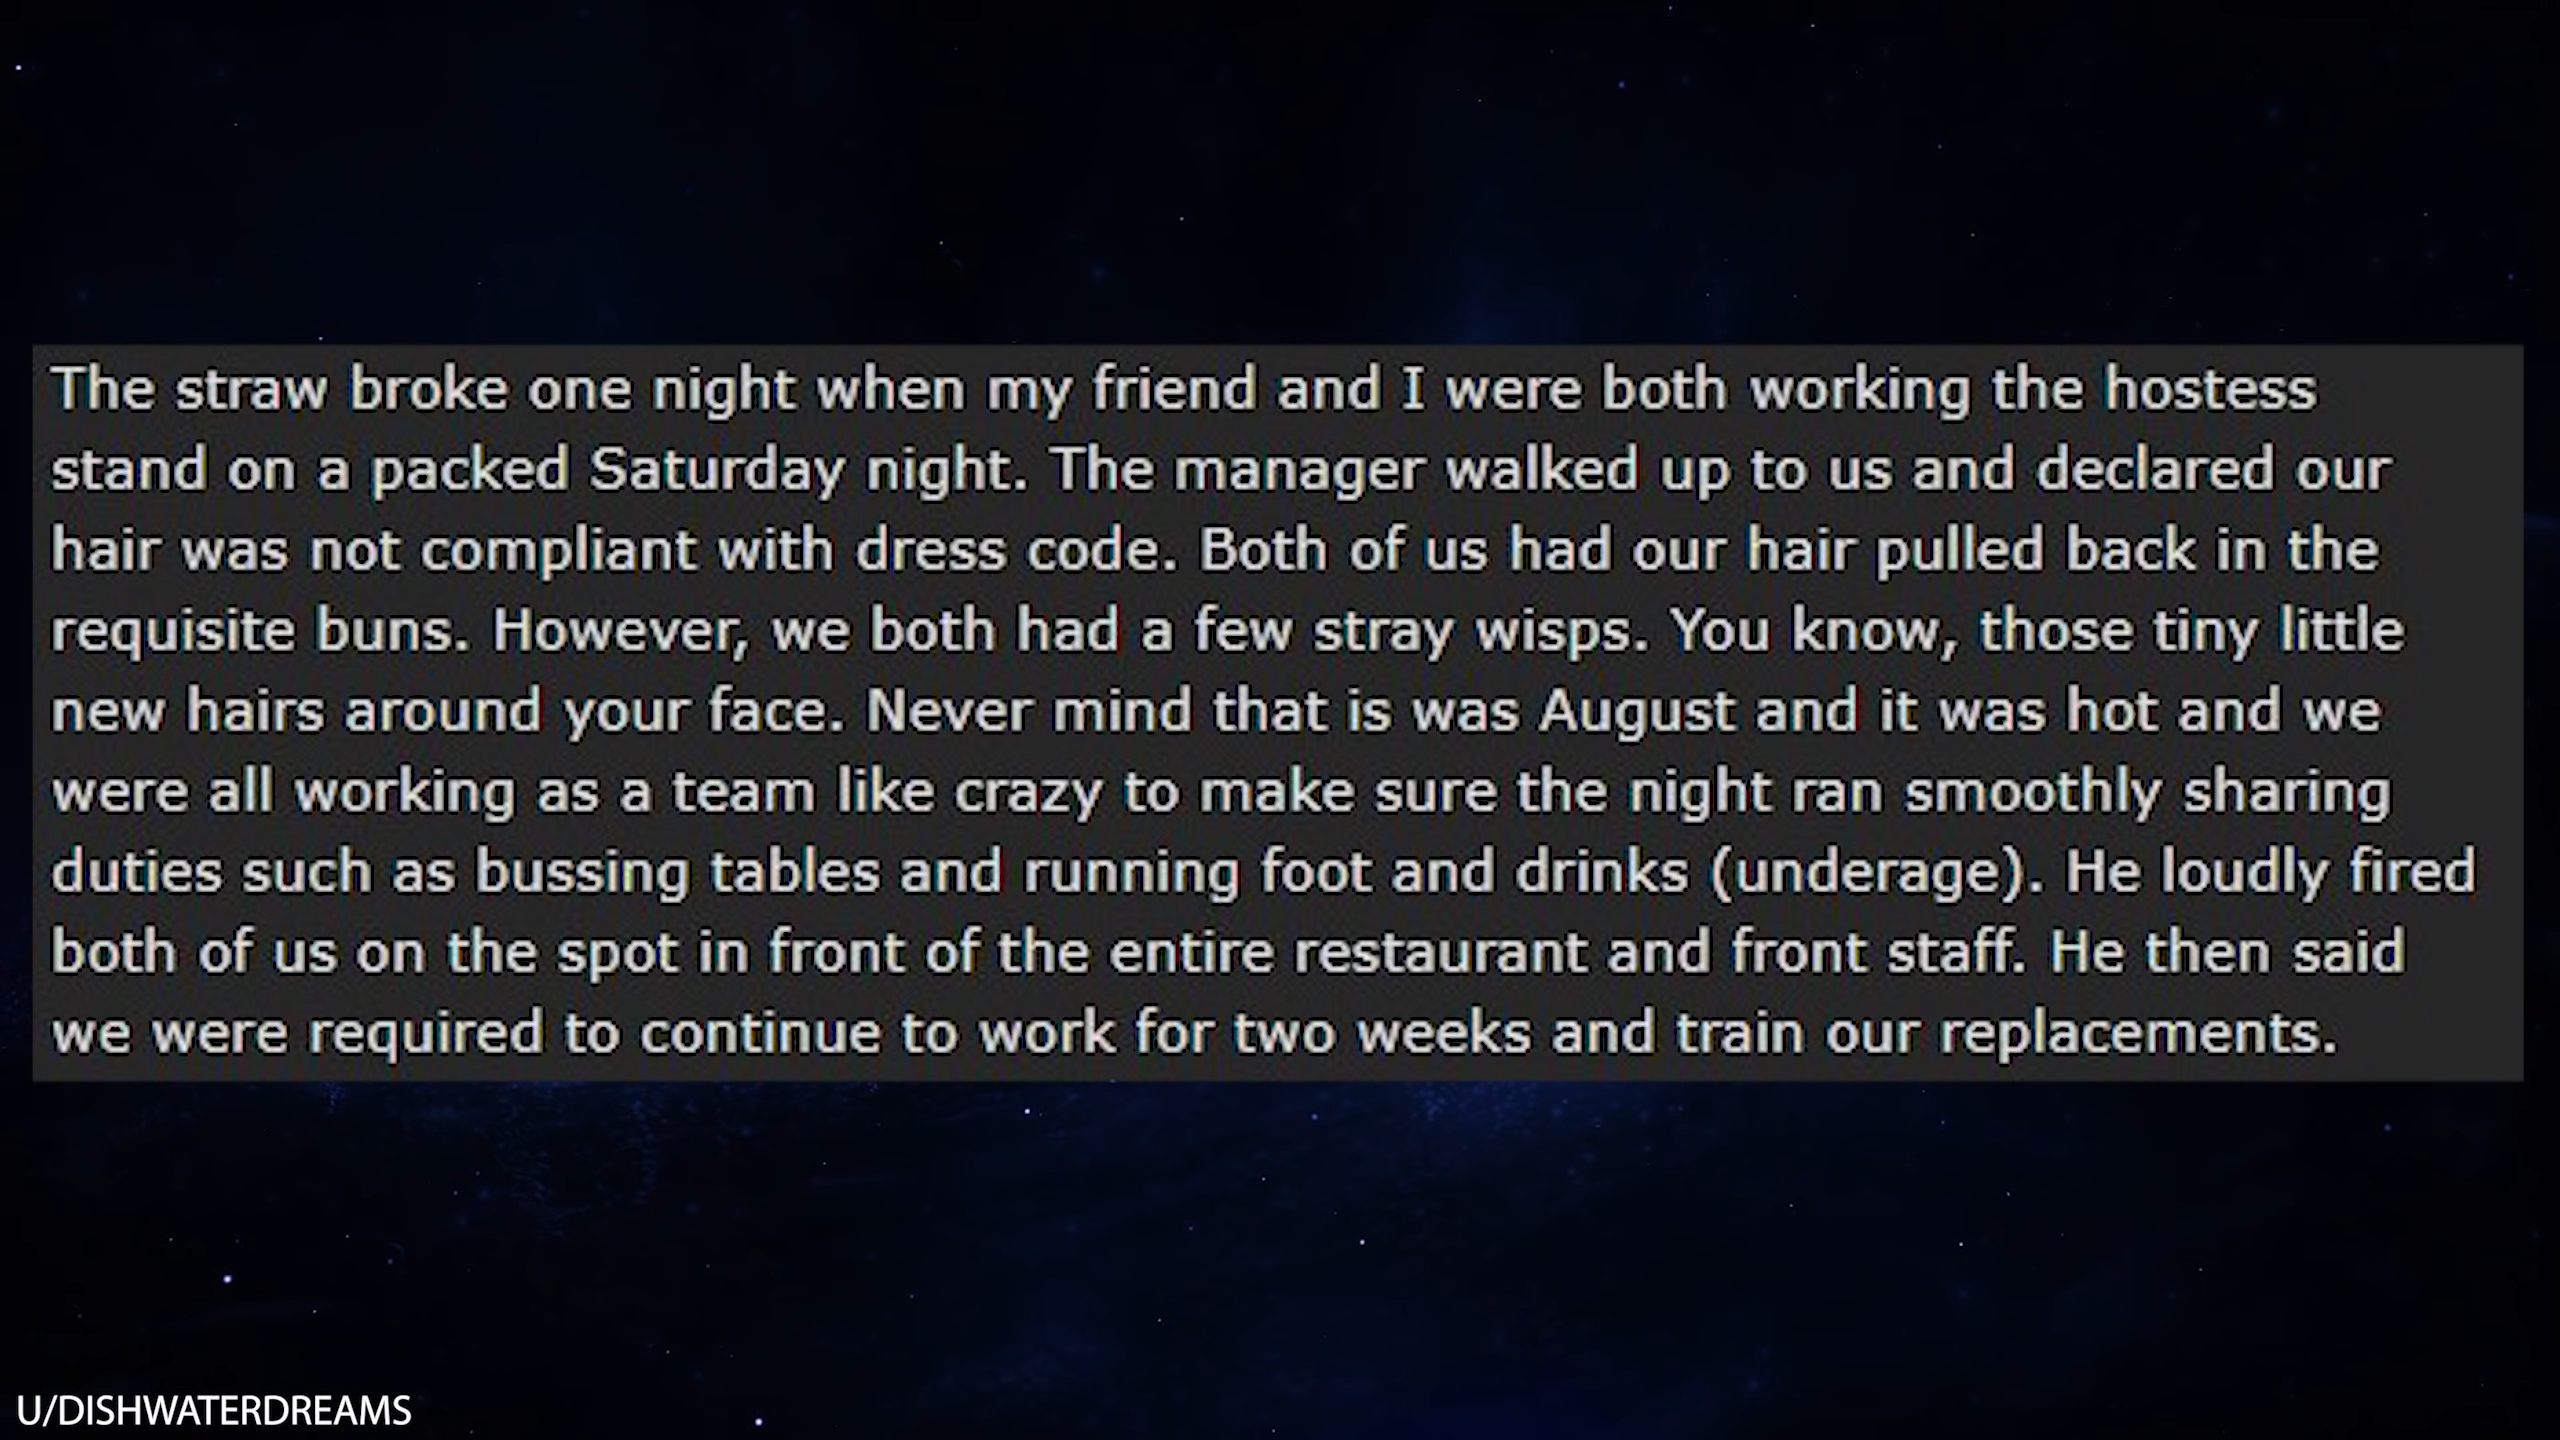 The straw broke one night when my friend and I were both working the hostess
stand on a packed Saturday night. The manager walked up to us and declared our
hair was not compliant with dress code. Both of us had our hair pulled back in the
requisite buns. However, we both had a few stray wisps. You know, those tiny little
new hairs around your face. Never mind that is was August and it was hot and we
were all working as a team like crazy to make sure the night ran smoothly sharing
duties such as bussing tables and running foot and drinks (underage). He loudly fired
both of us on the spot in front of the entire restaurant and front staff. He then said
we were required to continue to work for two weeks and train our replacements.
U/DISHWATERDREAMS